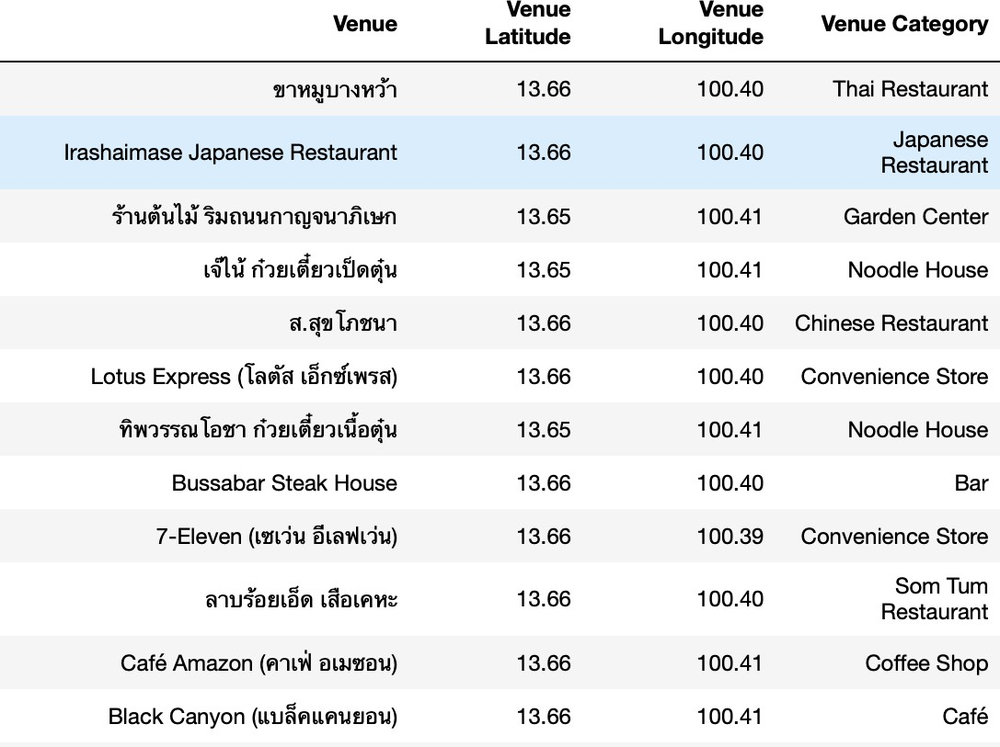 Venue Venue Latitude Venue Longitude Venue Category
ขาหมูบางหว้า 13.66 100.40 Thai Restaurant
Irashaimase Japanese Restaurant 13.66 100.40 Japanese Restaurant
ร้านต้นไม้ ริมถนนกาญจนาภิเษก 13.65 100.41 Garden Center
เจ๊ไน้ ก๋วยเตี๋ยวเป็ดตุ๋น 13.65 100.41 Noodle House
ส.สุขโภชนา 13.66 100.40 Chinese Restaurant
Lotus Express (โลตัส เอ็กซ์เพรส) 13.66 100.40 Convenience Store
ทิพวรรณโอชา ก๋วยเตี๋ยวเนื้อตุ๋น 13.65 100.41 Noodle House
Bussabar Steak House 13.66 100.40 Bar
7-Eleven (เซเว่น อีเลฟเว่น) 13.66 100.39 Convenience Store
ลาบร้อยเอ็ด เสือเคหะ 13.66 100.40 Som Tum Restaurant
Café Amazon (คาเฟ่ อเมซอน) 13.66 100.41 Coffee Shop
Black Canyon (แบล็คแคนยอน) 13.66 100.41 Café